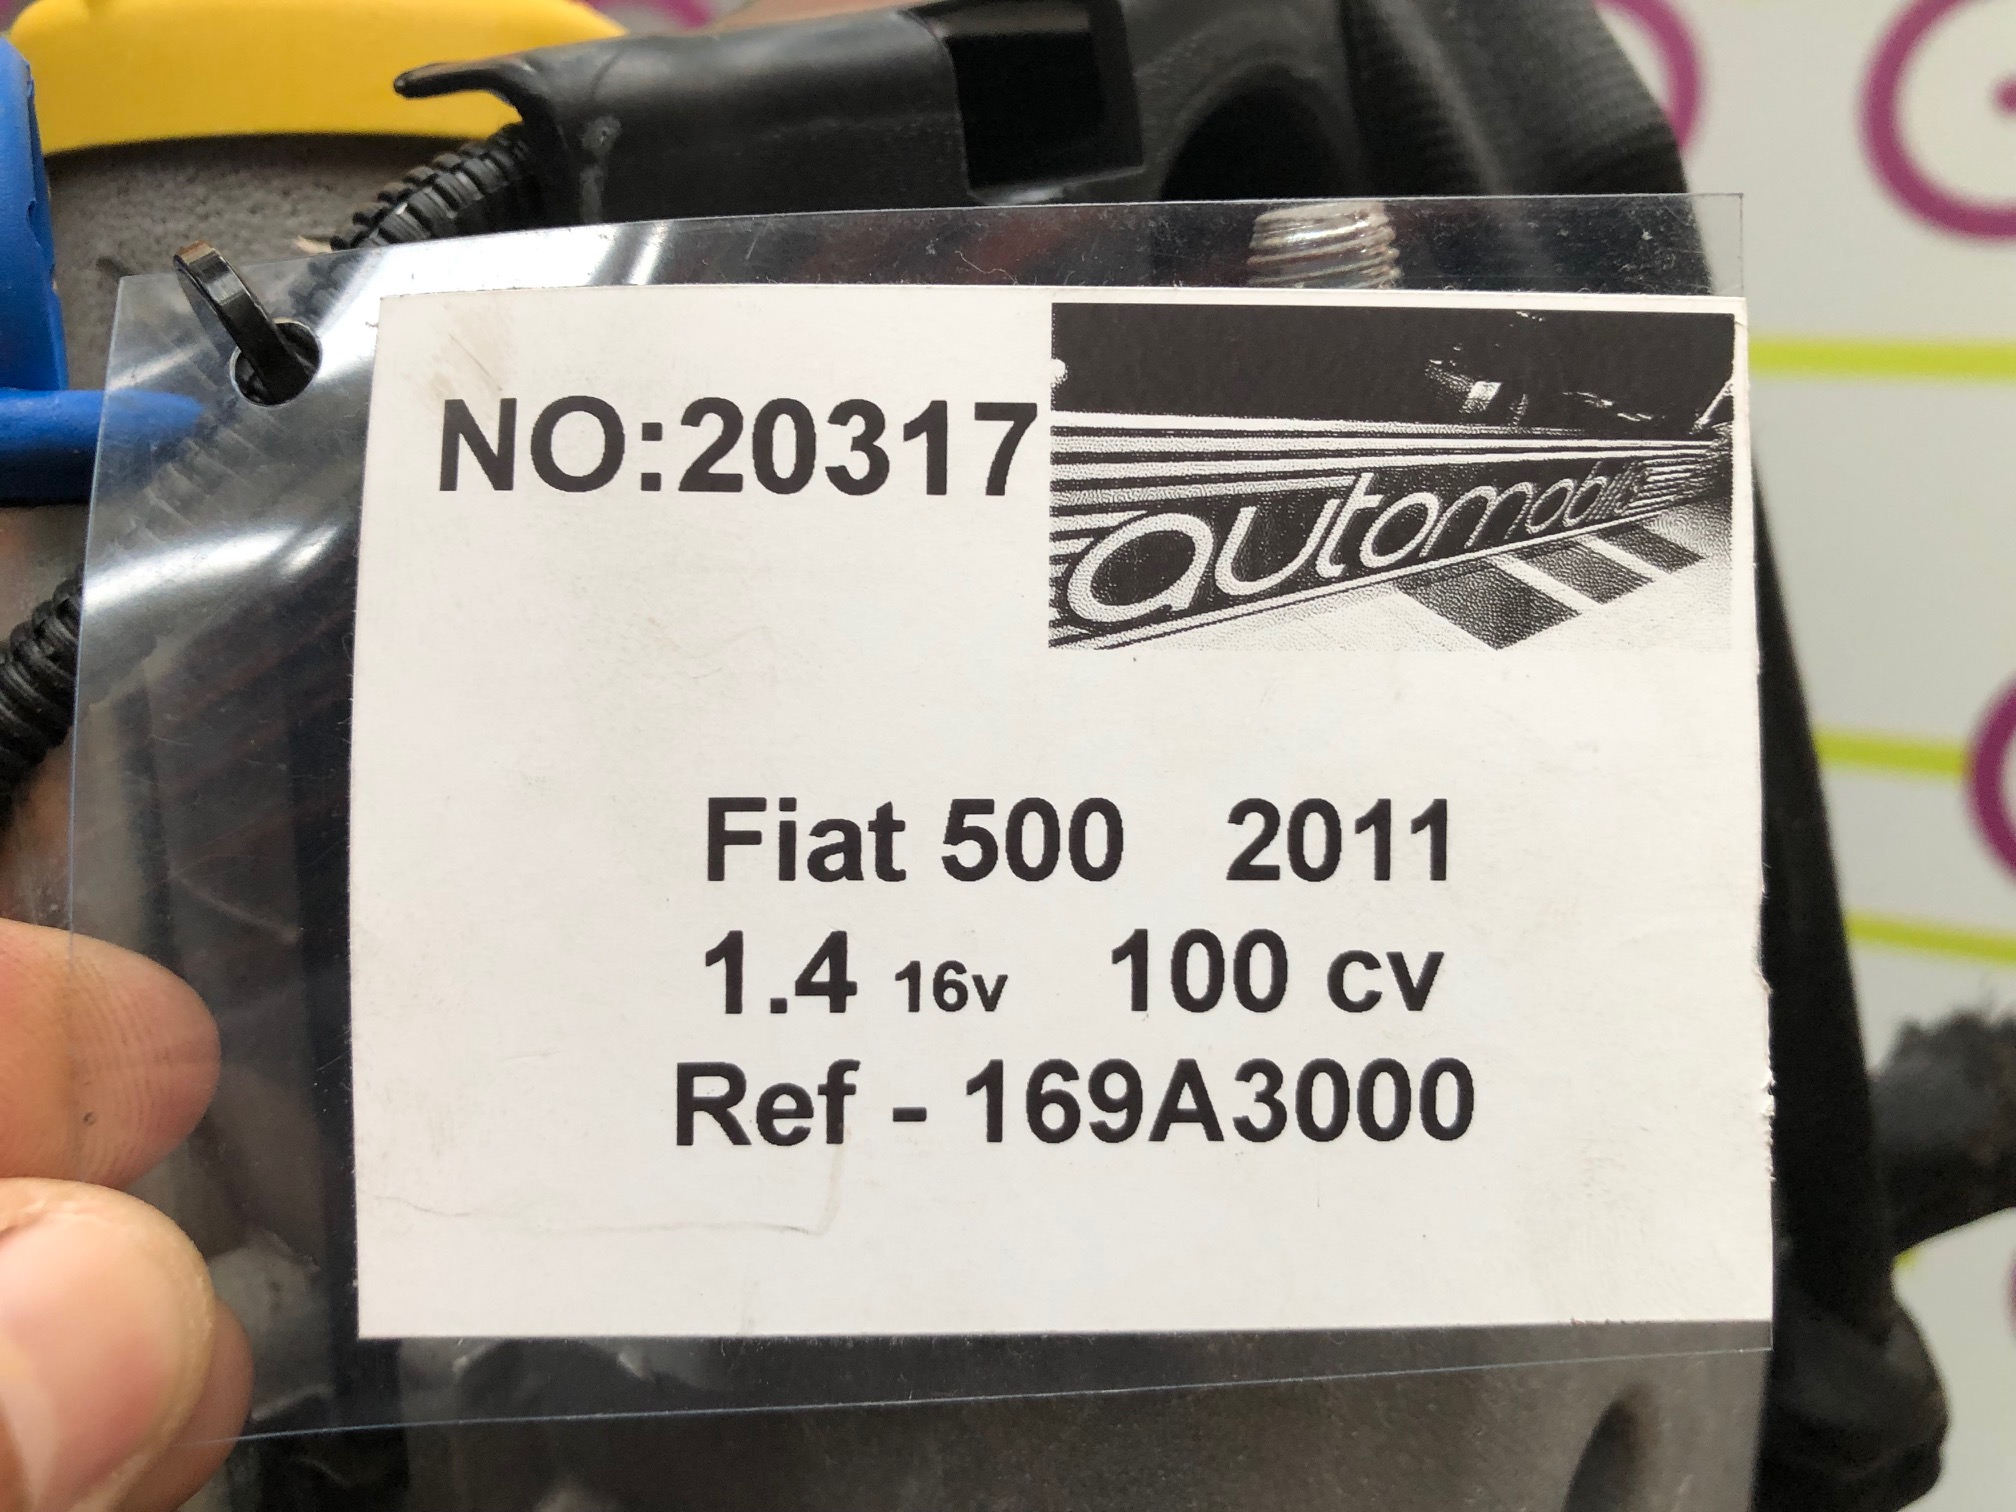 NO:20317
automobile
Fiat 500 2011
1.4 16v 100 cv
Ref - 169A3000